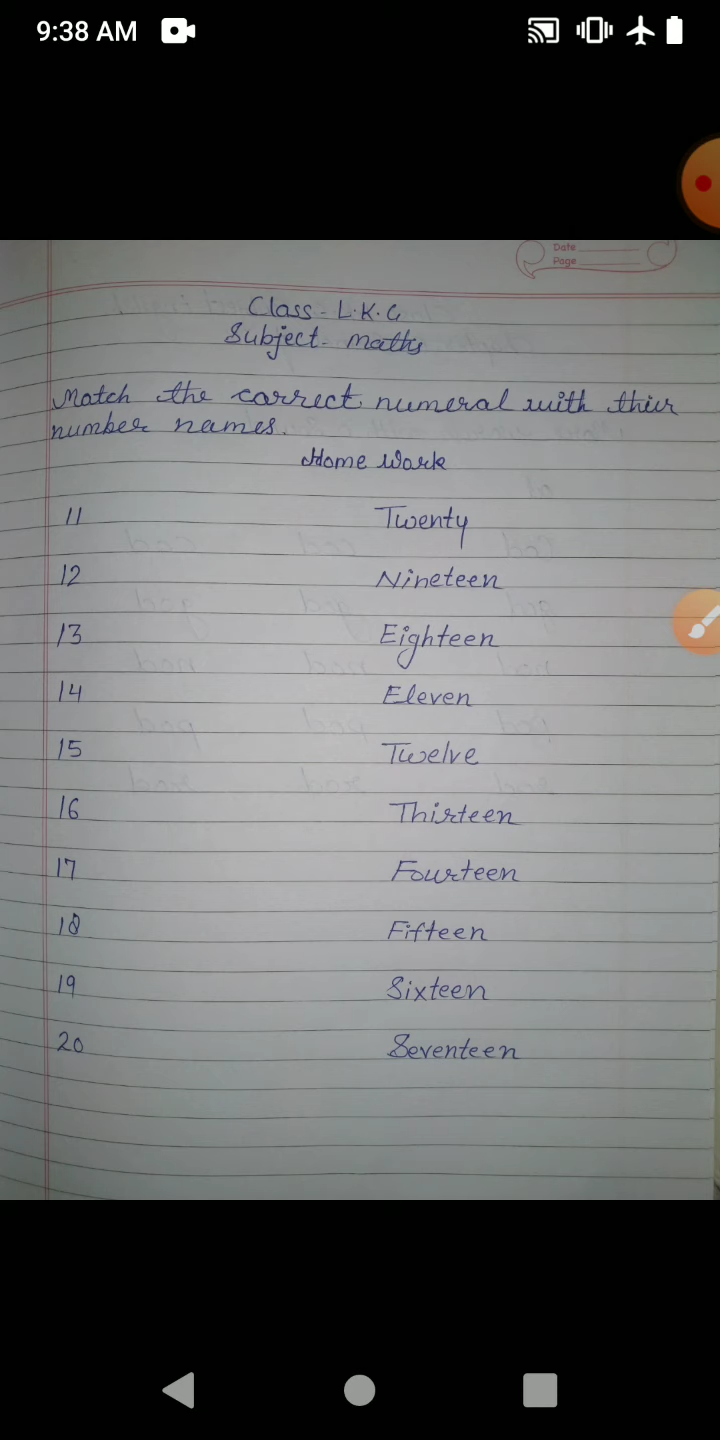 9:38 AM
Date
Page
Class - L.K.G
Subject - maths
Match the correct numeral with their
number names.
Home Work
11 Twenty
12 Nineteen
13 Eighteen
14 Eleven
15 Twelve
16 Thirteen
17 Fourteen
18 Fifteen
19 Sixteen
20 Seventeen